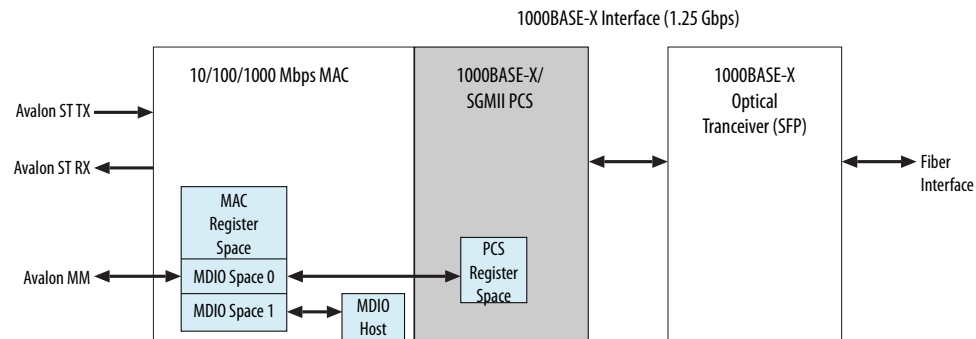 1000BASE-X Interface (1.25 Gbps)
10/100/1000 Mbps MAC
1000BASE-X/
SGMII PCS
1000BASE-X
Optical
Tranceiver (SFP)
Avalon ST TX
Avalon ST RX
Fiber
Interface
MAC
Register
Space
PCS
Register
Space
Avalon MM
MDIO Space 0
MDIO Space 1
MDIO
Host